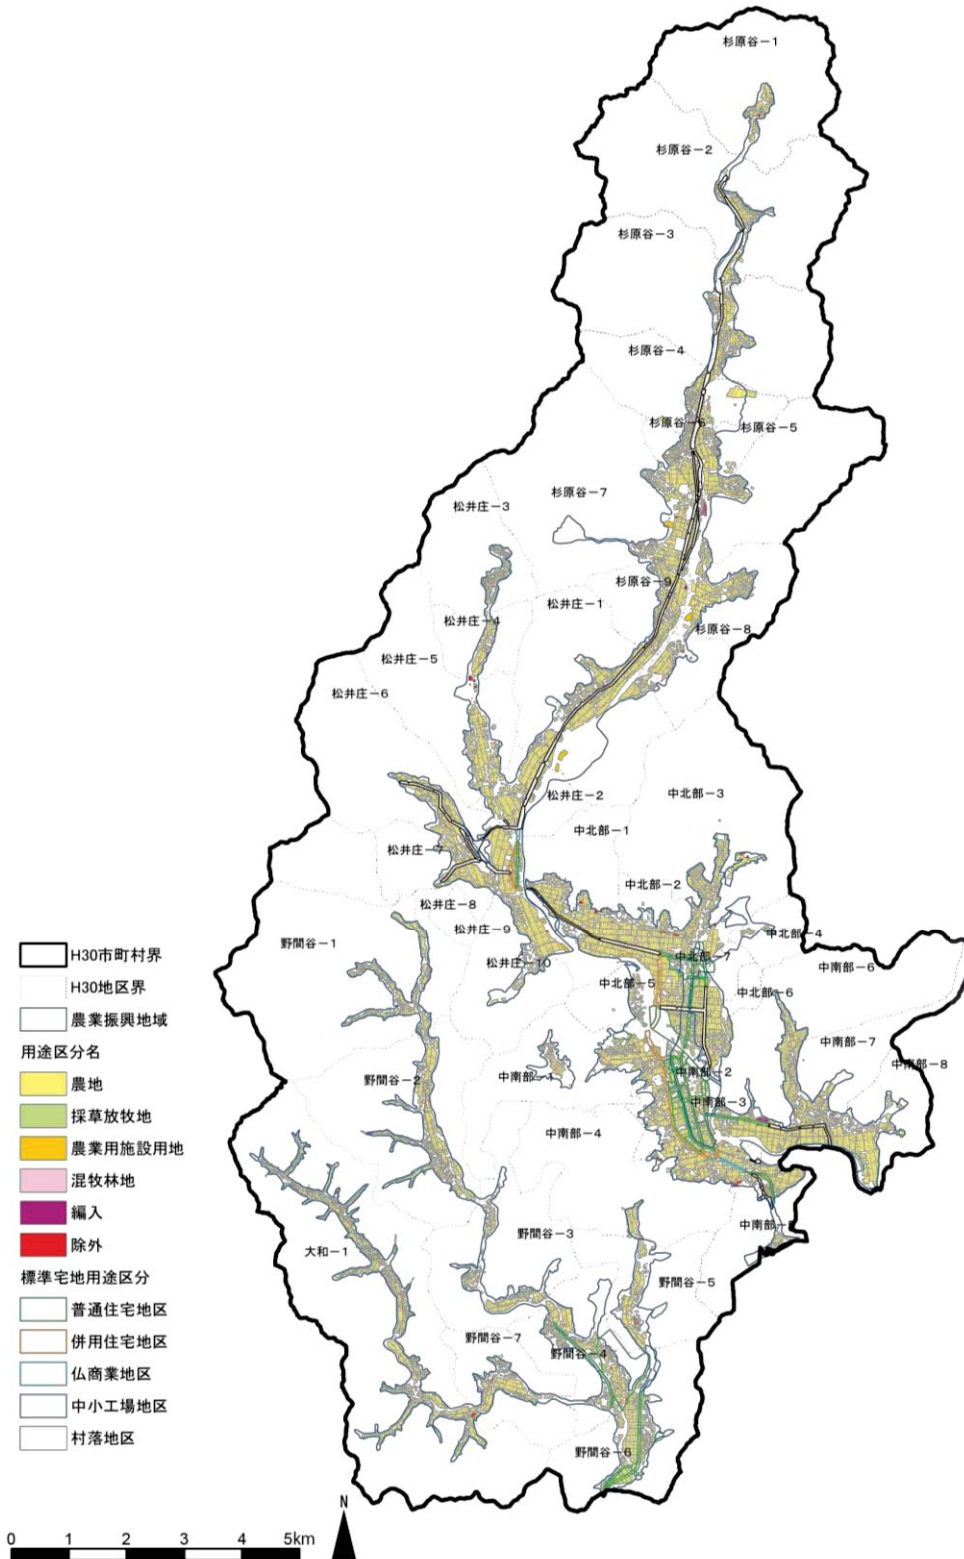 杉原谷-1
杉原谷-2
杉原谷-3
杉原谷-4
杉原谷-6
杉原谷-5
杉原谷-7
松井庄-3
杉原谷-9
松井庄-1
松井庄-4
杉原谷-8
松井庄-5
松井庄-6
中北部-3
松井庄-2
中北部-1
松井庄-7
中北部-2
松井庄-8
松井庄-9
中北部-4
野間谷-1
中北部-7
松井庄-10
中南部-6
中北部-5
中北部-6
中南部-7
中南部-8
中南部-2
中南部-1
野間谷-2
中南部-3
中南部-4
中南部-
野間谷-3
大和-1
野間谷-5
野間谷-7
野間谷-4
野間谷-6
H30市町村界
H30地区界
農業振興地域
用途区分名
農地
採草放牧地
農業用施設用地
混牧林地
編入
除外
標準宅地用途区分
普通住宅地区
併用住宅地区
仏商業地区
中小工場地区
村落地区
N
0 1 2 3 4 5km